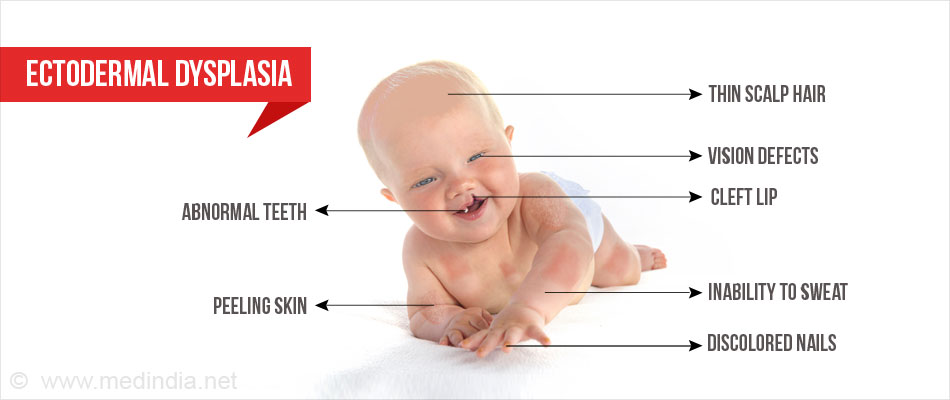 ECTODERMAL DYSPLASIA
THIN SCALP HAIR
VISION DEFECTS
CLEFT LIP
ABNORMAL TEETH
PEELING SKIN
INABILITY TO SWEAT
DISCOLORED NAILS
© www.medindia.net